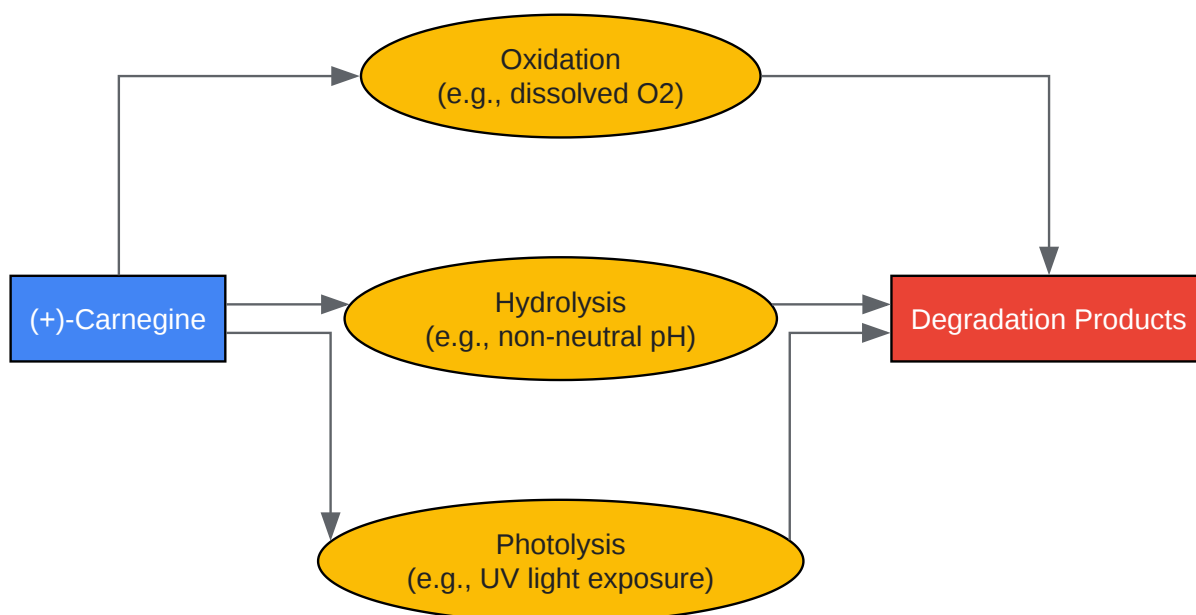 Oxidation
(e.g., dissolved O2)
(+)-Carnegine
Hydrolysis
(e.g., non-neutral pH)
Degradation Products
Photolysis
(e.g., UV light exposure)